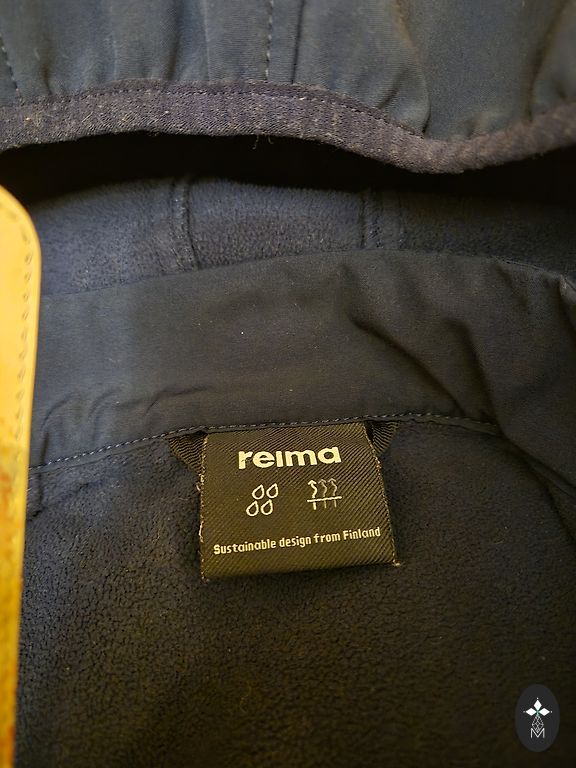 reima
Sustainable design from Finland
M